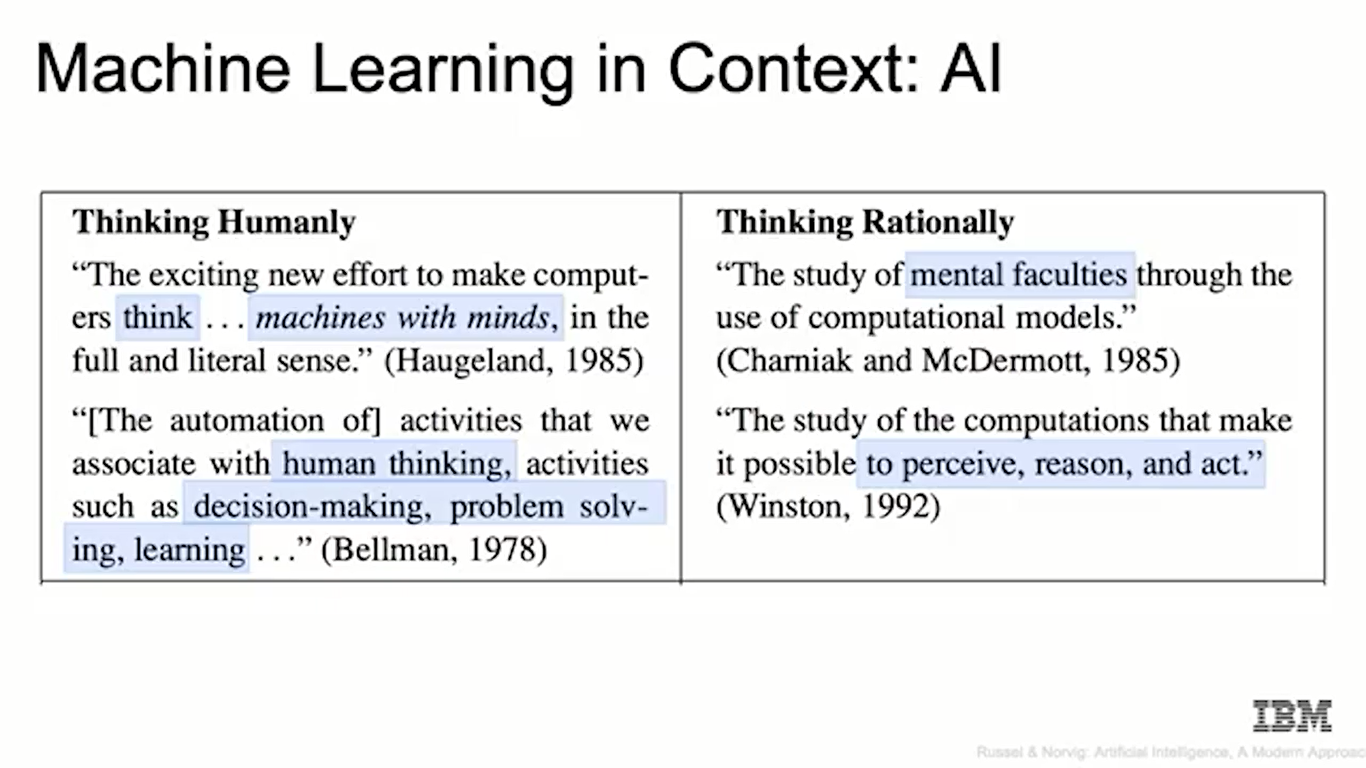 Machine Learning in Context: AI
Thinking Humanly
“The exciting new effort to make comput-
ers think . . . machines with minds, in the
full and literal sense.” (Haugeland, 1985)
“[The automation of] activities that we
associate with human thinking, activities
such as decision-making, problem solv-
ing, learning . . .” (Bellman, 1978)
Thinking Rationally
“The study of mental faculties through the
use of computational models.”
(Charniak and McDermott, 1985)
“The study of the computations that make
it possible to perceive, reason, and act.”
(Winston, 1992)
IBM
Russel & Norvig: Artificial Intelligence, A Modern Approac